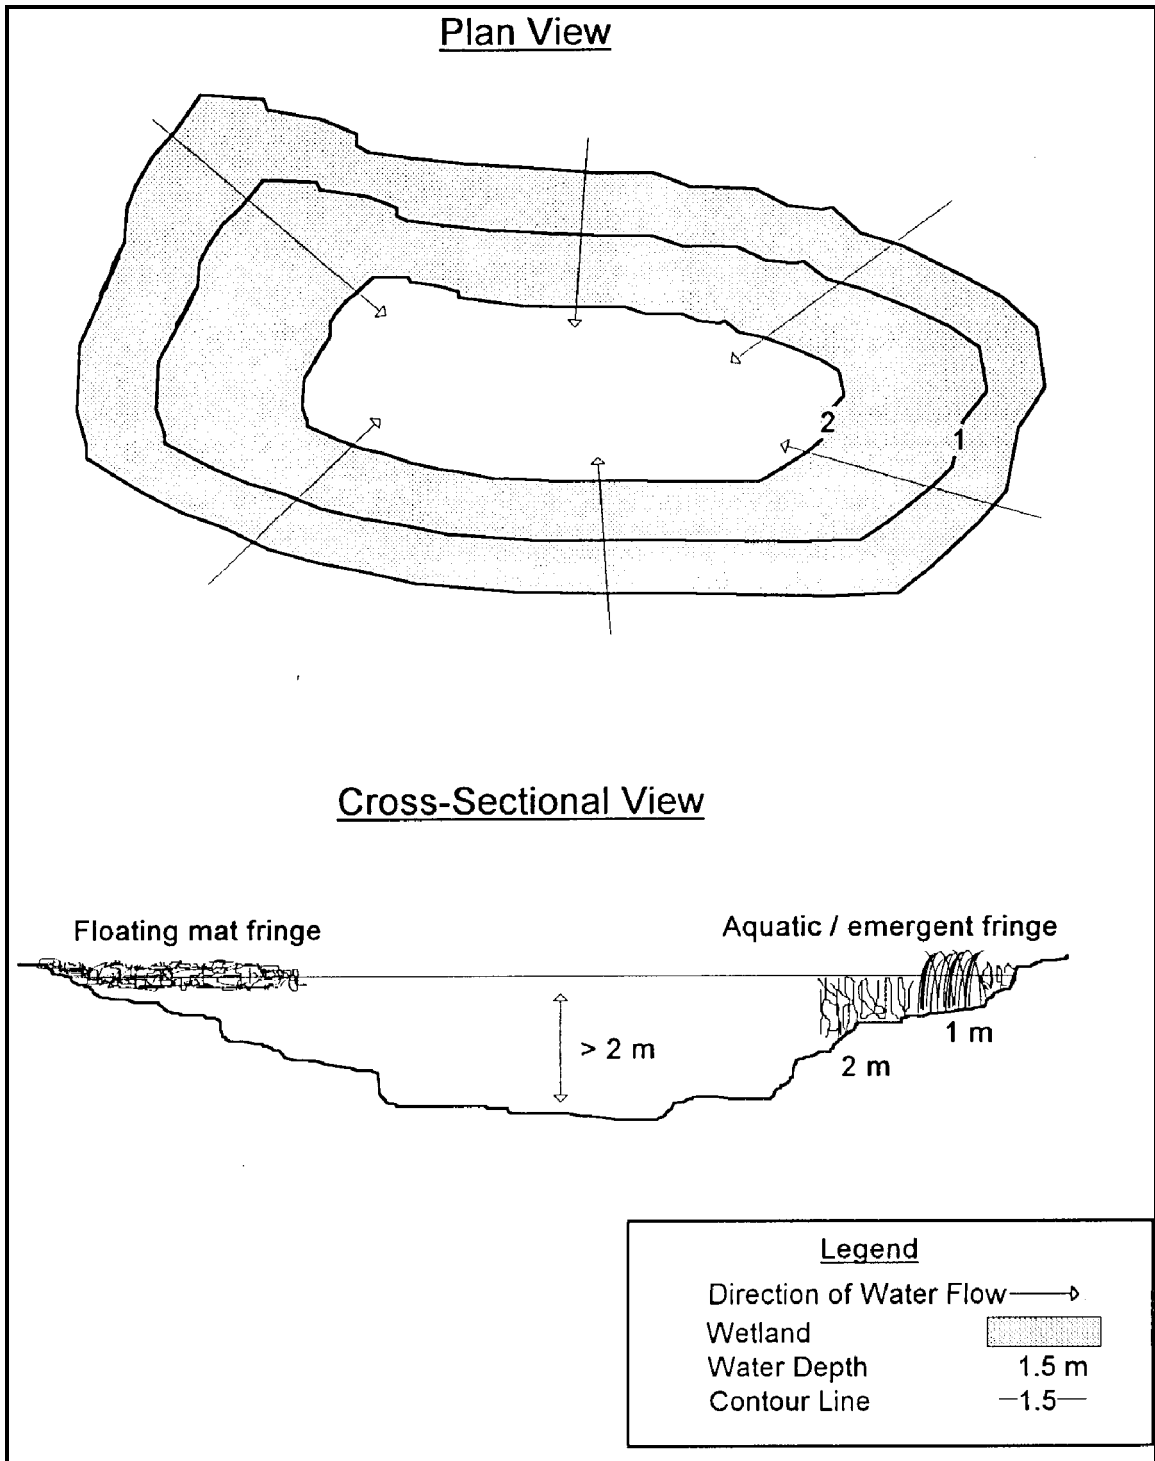 Plan View
2
1
Cross-Sectional View
Floating mat fringe
Aquatic / emergent fringe
> 2 m
2 m
1 m
Legend
Direction of Water Flow
Wetland
Water Depth 1.5 m
Contour Line 1.5